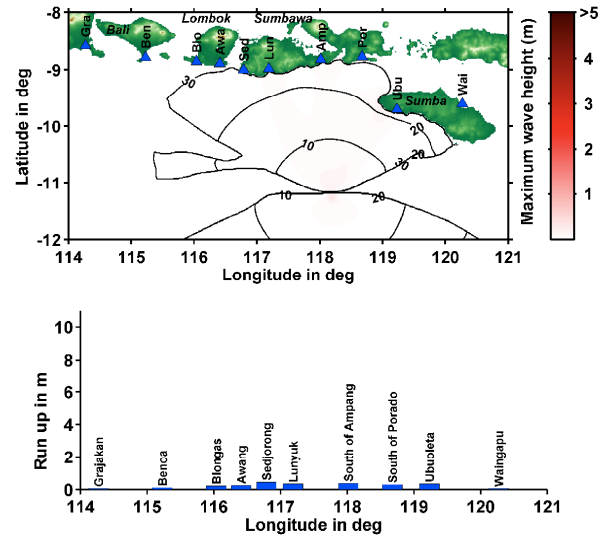 Lombok Sumbawa
Bali
Gra Ben Blo Awa Sed Lun Amp Por
Ubu Wai
Sumba
-8
-9
-10
-11
-12
Latitude in deg
30
10
20
20
30
10
20
114 115 116 117 118 119 120 121
Longitude in deg
>5
4
3
2
1
Maximum wave height (m)
10
8
6
4
2
0
Run up in m
Grajakan Benca Blongas Awang Sedjorong Lunyuk South of Ampang South of Porado Ubuoleta Waingapu
114 115 116 117 118 119 120 121
Longitude in deg